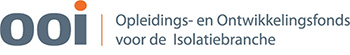 ooi
Opleidings- en Ontwikkelingsfonds
voor de Isolatiebranche